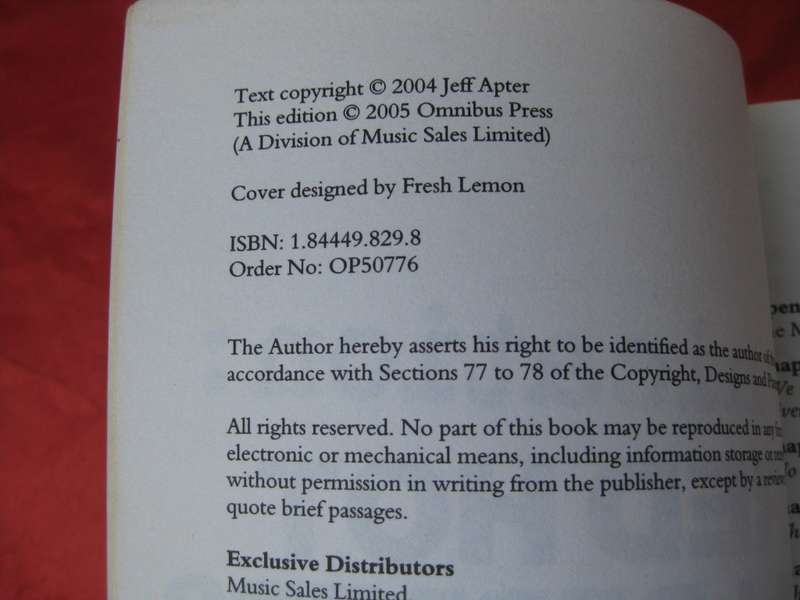 Text copyright © 2004 Jeff Apter
This edition © 2005 Omnibus Press
(A Division of Music Sales Limited)
Cover designed by Fresh Lemon
ISBN: 1.84449.829.8
Order No: OP50776
The Author hereby asserts his right to be identified as the author of
accordance with Sections 77 to 78 of the Copyright, Designs and
All rights reserved. No part of this book may be reproduced in any
electronic or mechanical means, including information storage or
without permission in writing from the publisher, except by a
quote brief passages.
Exclusive Distributors
Music Sales Limited